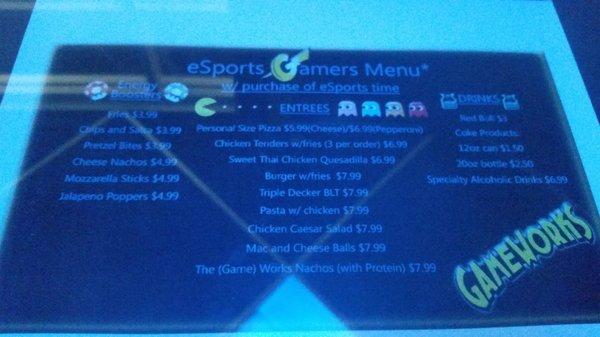 eSports Gamers Menu*
w/ purchase of eSports time
Energy
Boosters
Fries $3.99
Chips and Salsa $3.99
Pretzel Bites $3.99
Cheese Nachos $4.99
Mozzarella Sticks $4.99
Jalapeno Poppers $4.99
ENTREES
Personal Size Pizza $5.99(Cheese)/$6.99(Pepperoni)
Chicken Tenders w/fries (3 per order) $6.99
Sweet Thai Chicken Quesadilla $6.99
Burger w/fries $7.99
Triple Decker BLT $7.99
Pasta w/ chicken $7.99
Chicken Caesar Salad $7.99
Mac and Cheese Balls $7.99
The (Game) Works Nachos (with Protein) $7.99
DRINKS
Red Bull $3
Coke Products:
12oz can $1.50
20oz bottle $2.50
Specialty Alcoholic Drinks $6.99
GAMEWORKS